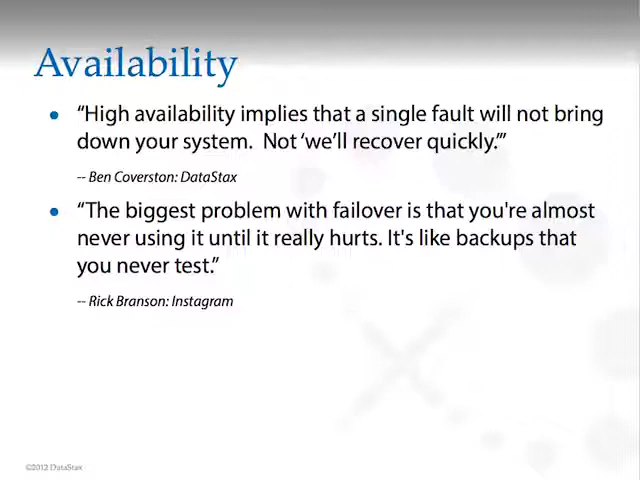 Availability
• “High availability implies that a single fault will not bring
down your system.  Not ‘we’ll recover quickly.’”
-- Ben Coverston: DataStax
• “The biggest problem with failover is that you're almost
never using it until it really hurts. It's like backups that
you never test.”
-- Rick Branson: Instagram
©2012 DataStax